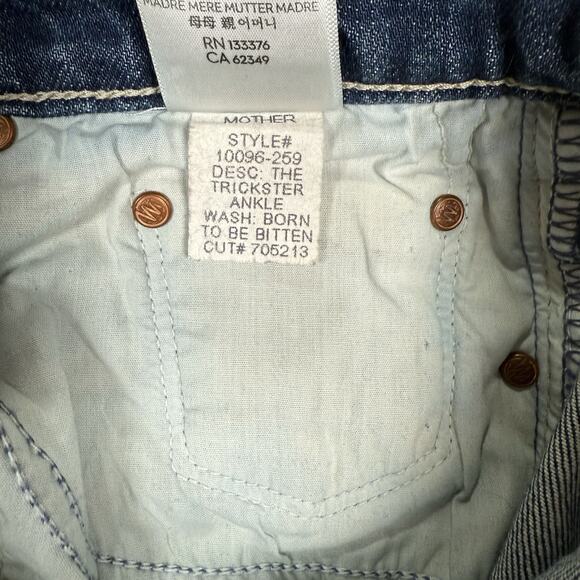 MADRE MERE MUTTER MADRE
母母 親 어머니
RN 133376
CA 62349
MOTHER
STYLE#
10096-259
DESC: THE
TRICKSTER
ANKLE
WASH: BORN
TO BE BITTEN
CUT# 705213